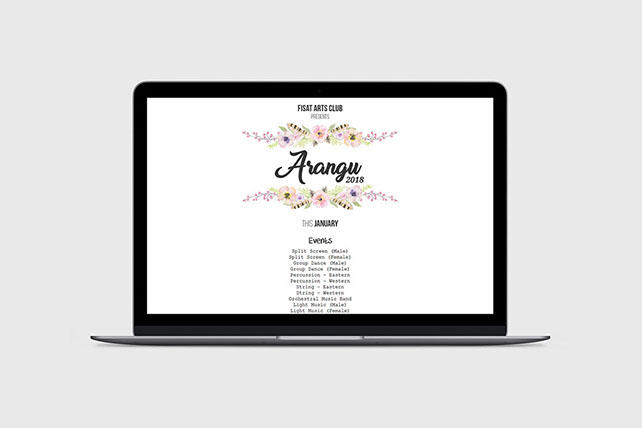 FISAT ARTS CLUB
PRESENTS
Arangu
2018
THIS JANUARY
Events
Split Screen (Male)
Split Screen (Female)
Group Dance (Male)
Group Dance (Female)
Percussion - Eastern
Percussion - Western
String - Eastern
String - Western
Orchestral Music Band
Light Music (Male)
Light Music (Female)